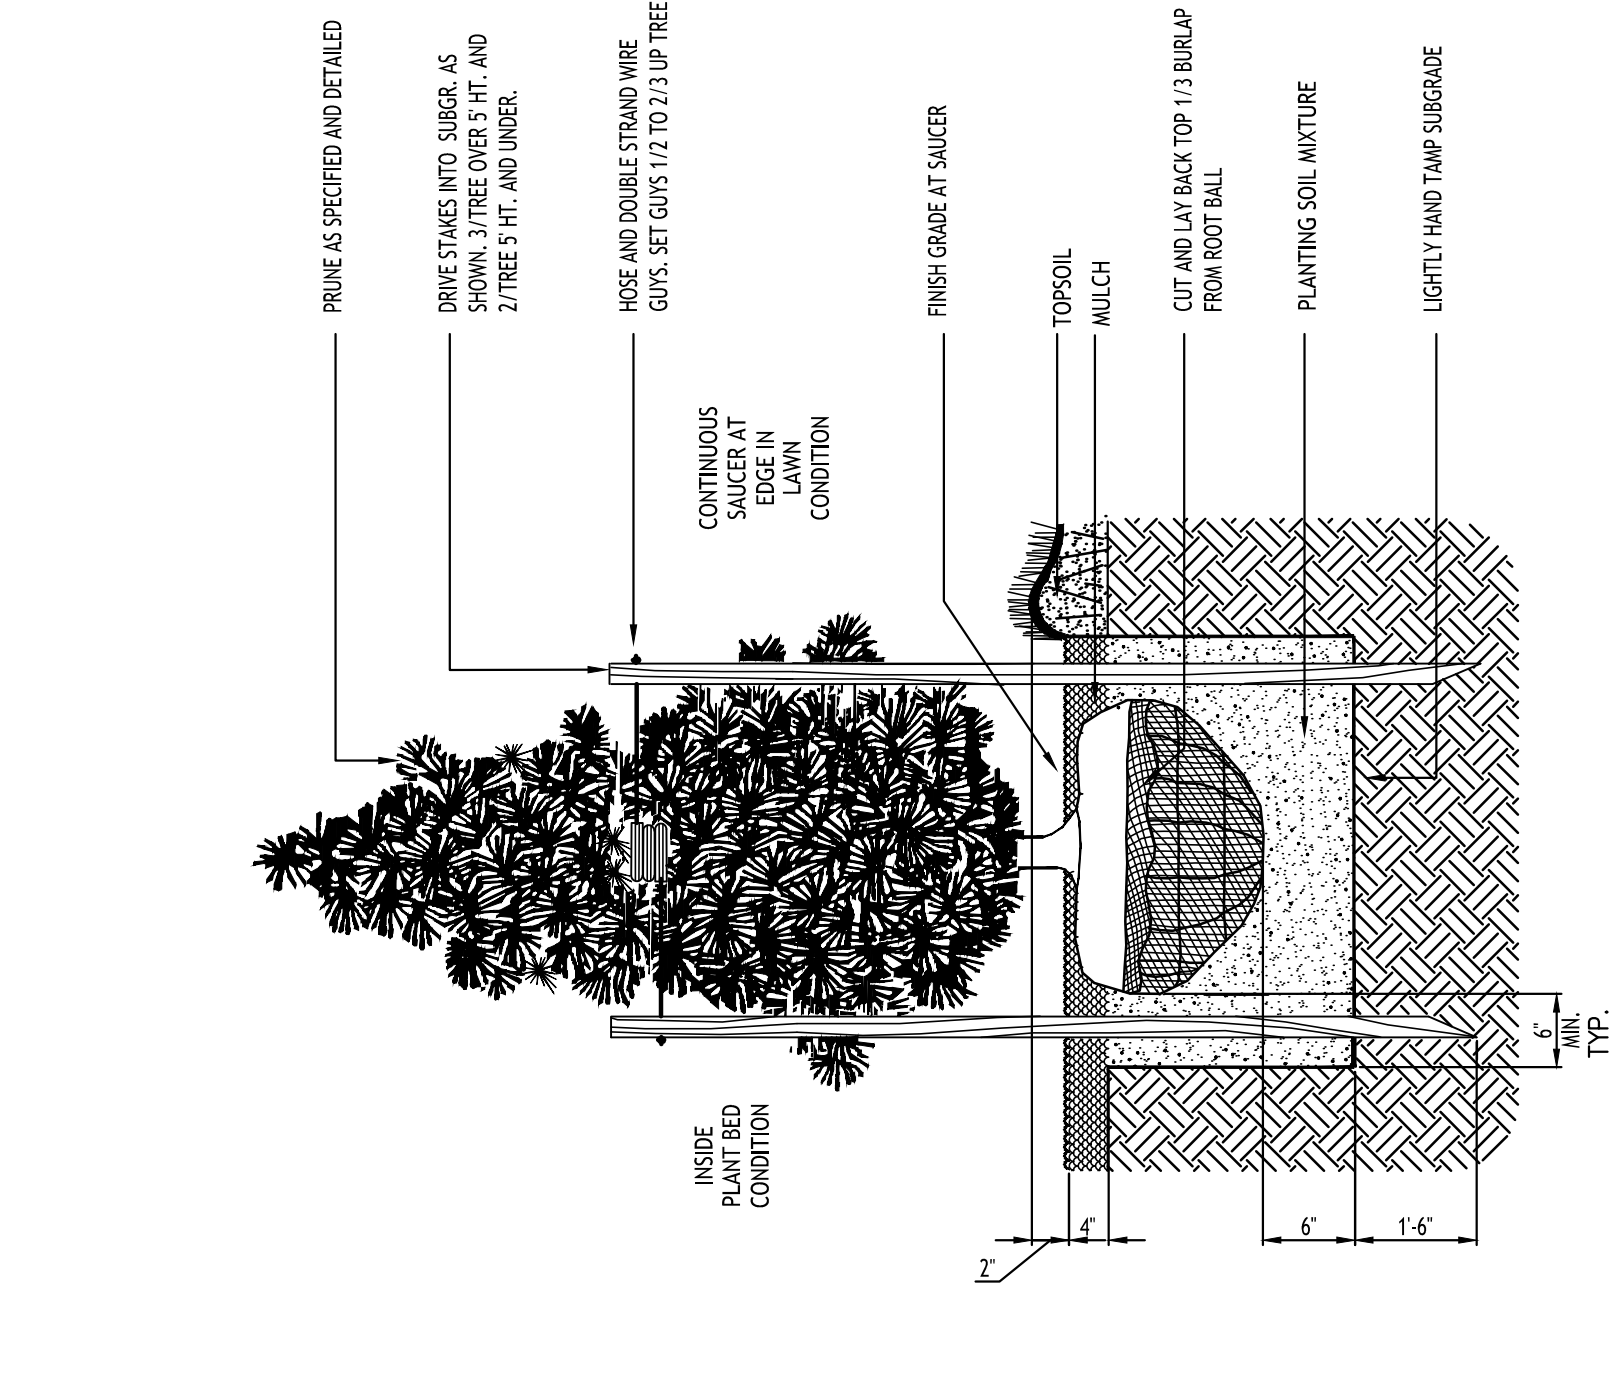 PRUNE AS SPECIFIED AND DETAILED
DRIVE STAKES INTO SUBGR. AS
SHOWN. 3/TREE OVER 5' HT. AND
2/TREE 5' HT. AND UNDER.
HOSE AND DOUBLE STRAND WIRE
GUYS. SET GUYS 1/2 TO 2/3 UP TREE
CONTINUOUS
SAUCER AT
EDGE IN
LAWN
CONDITION
INSIDE
PLANT BED
CONDITION
FINISH GRADE AT SAUCER
TOPSOIL
MULCH
CUT AND LAY BACK TOP 1/3 BURLAP
FROM ROOT BALL
PLANTING SOIL MIXTURE
LIGHTLY HAND TAMP SUBGRADE
2"
4"
6"
1'-6"
6"
MIN.
TYP.